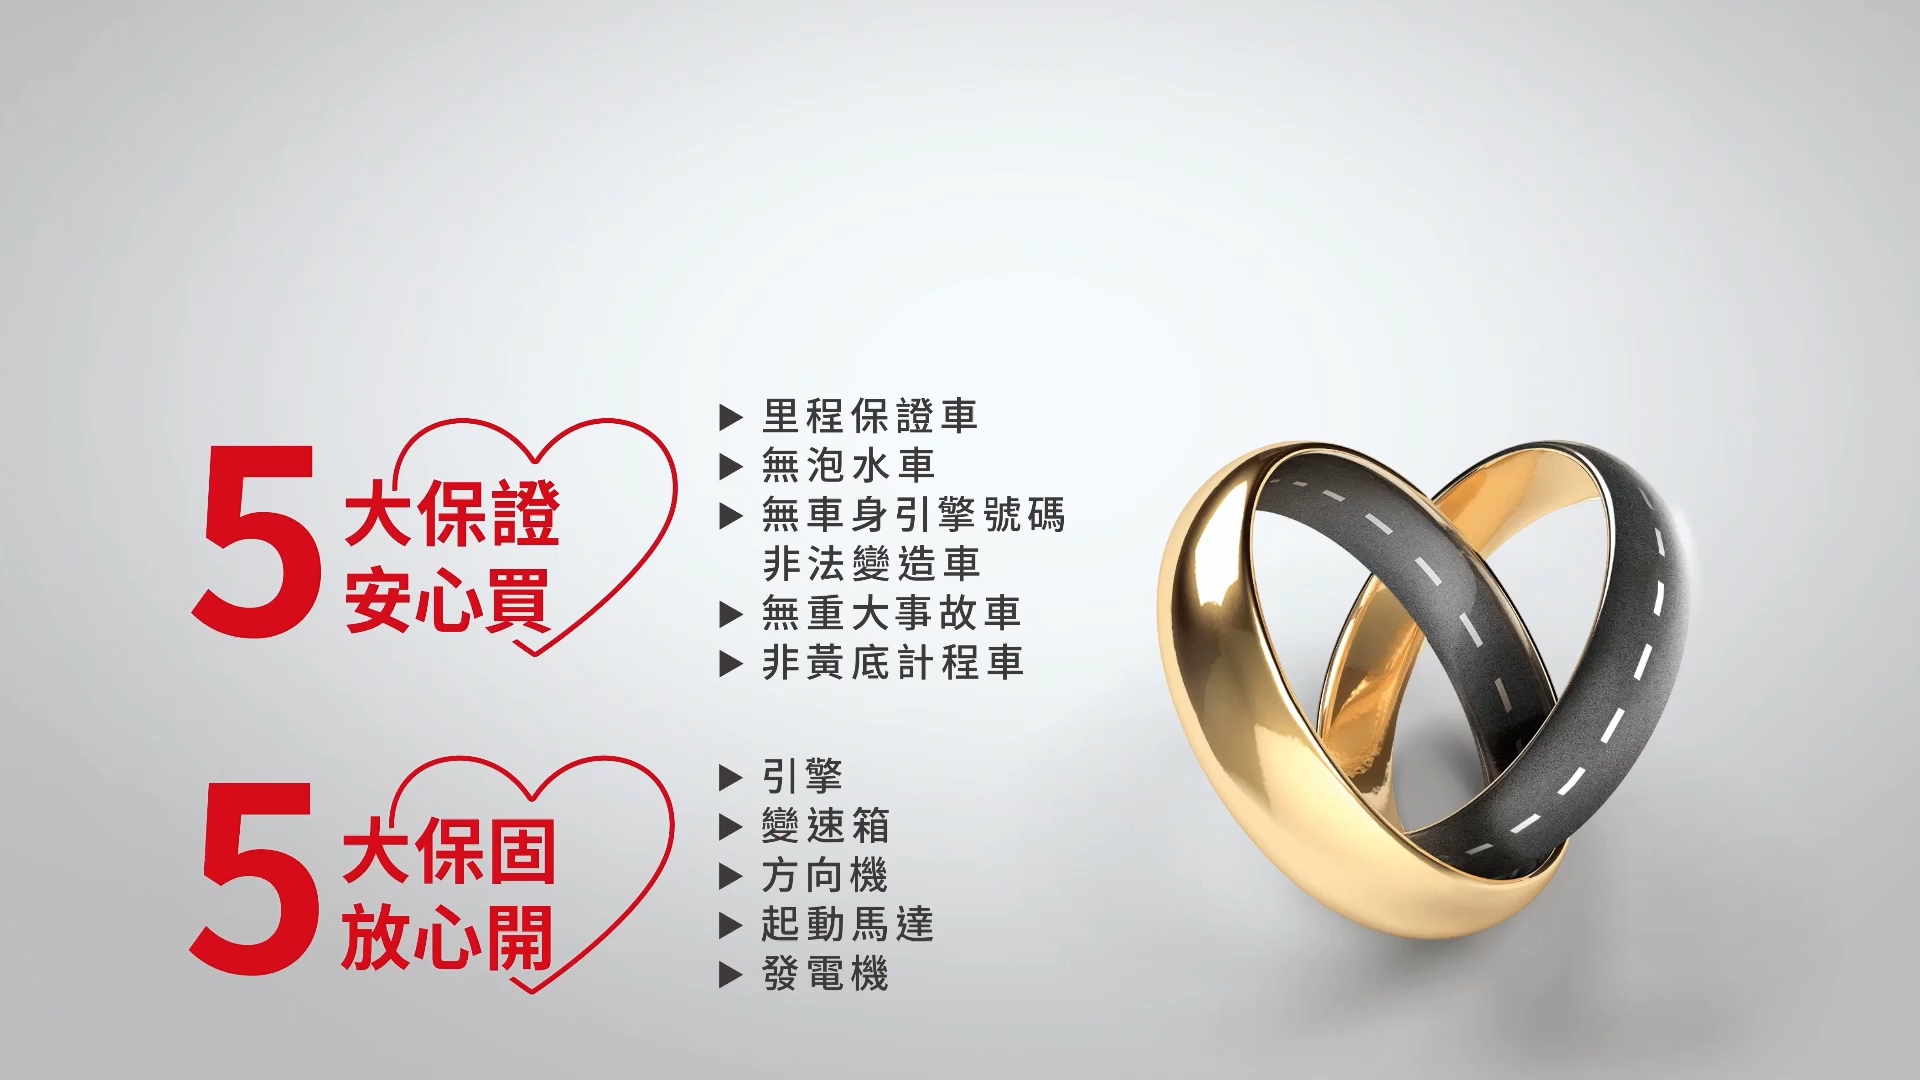 5大保證
安心買
▶ 里程保證車
▶ 無泡水車
▶ 無車身引擎號碼
非法變造車
▶ 無重大事故車
▶ 非黃底計程車
5大保固
放心開
▶ 引擎
▶ 變速箱
▶ 方向機
▶ 起動馬達
▶ 發電機